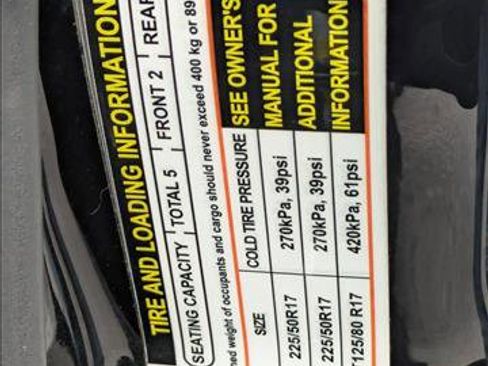 TIRE AND LOADING INFORMATION
SEATING CAPACITY TOTAL 5 FRONT 2 REAR
weight of occupants and cargo should never exceed 400 kg or 89
SIZE COLD TIRE PRESSURE SEE OWNER'S
225/50R17 270kPa, 39psi MANUAL FOR
225/50R17 270kPa, 39psi ADDITIONAL
T125/80 R17 420kPa, 61psi INFORMATION